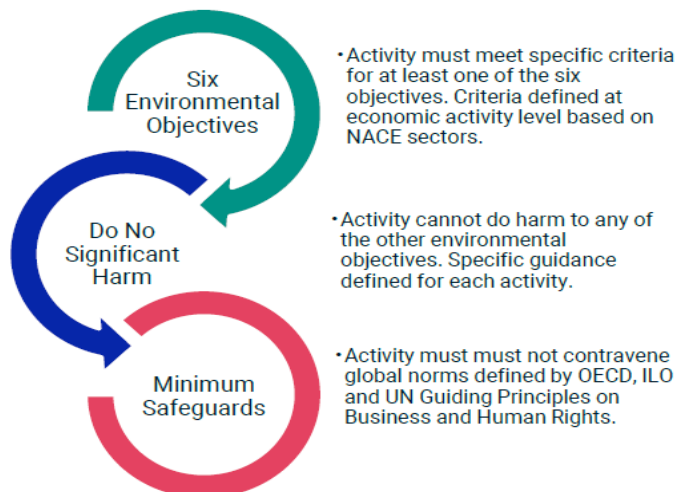 Six
Environmental
Objectives
•Activity must meet specific criteria
for at least one of the six
objectives. Criteria defined at
economic activity level based on
NACE sectors.
Do No
Significant
Harm
•Activity cannot do harm to any of
the other environmental
objectives. Specific guidance
defined for each activity.
Minimum
Safeguards
•Activity must must not contravene
global norms defined by OECD, ILO
and UN Guiding Principles on
Business and Human Rights.